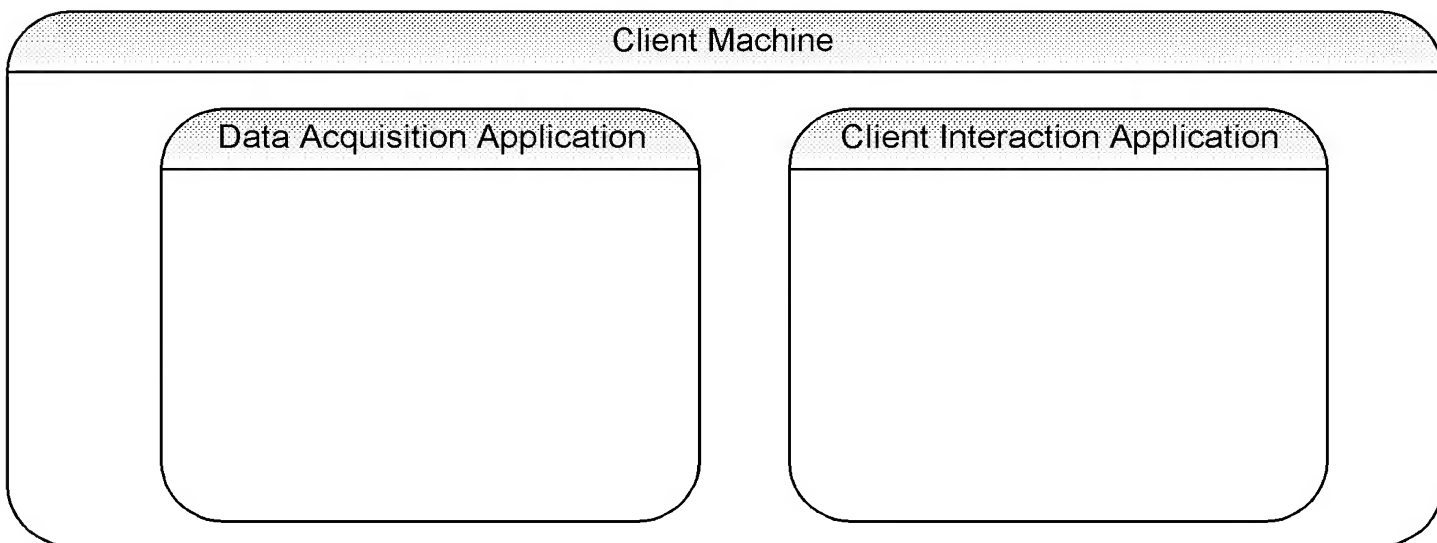 Client Machine
Data Acquisition Application
Client Interaction Application